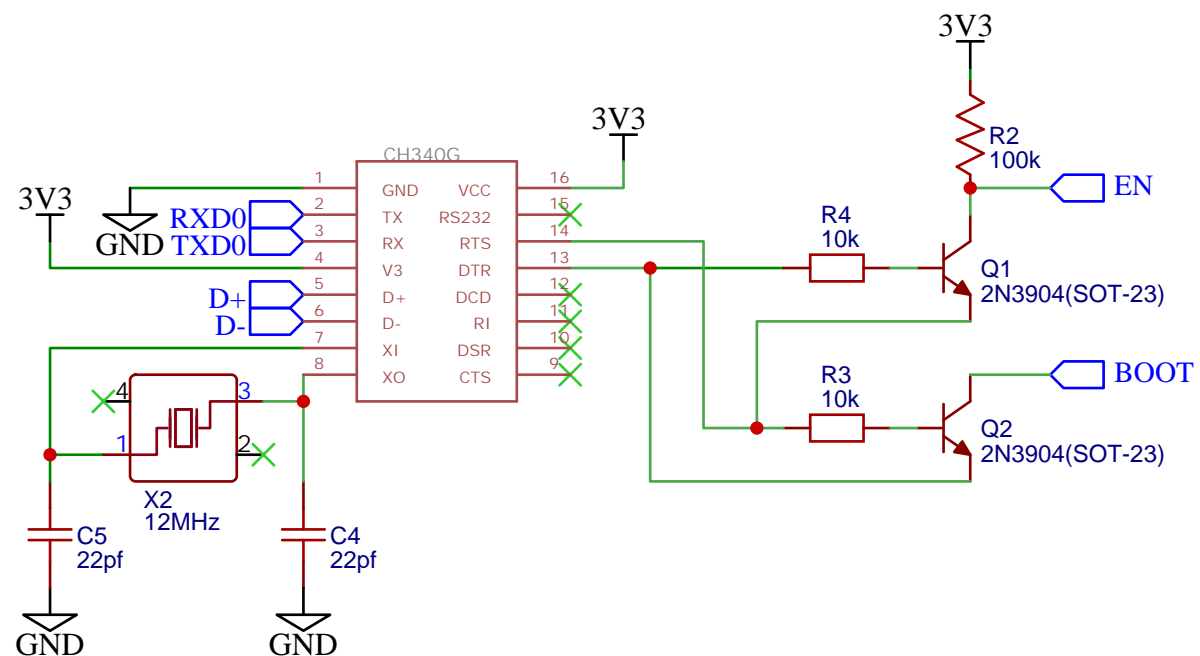 3V3
R2
100k
EN
3V3
CH340G
1
GND
VCC
16
2
TX
RS232
15
3
RX
RTS
14
4
V3
DTR
13
5
D+
DCD
12
6
D-
RI
11
7
XI
DSR
10
8
XO
CTS
9
3V3
GND
RXD0
TXD0
D+
D-
R4
10k
Q1
2N3904(SOT-23)
BOOT
R3
10k
Q2
2N3904(SOT-23)
4
3
1
2
X2
12MHz
C5
22pf
C4
22pf
GND
GND